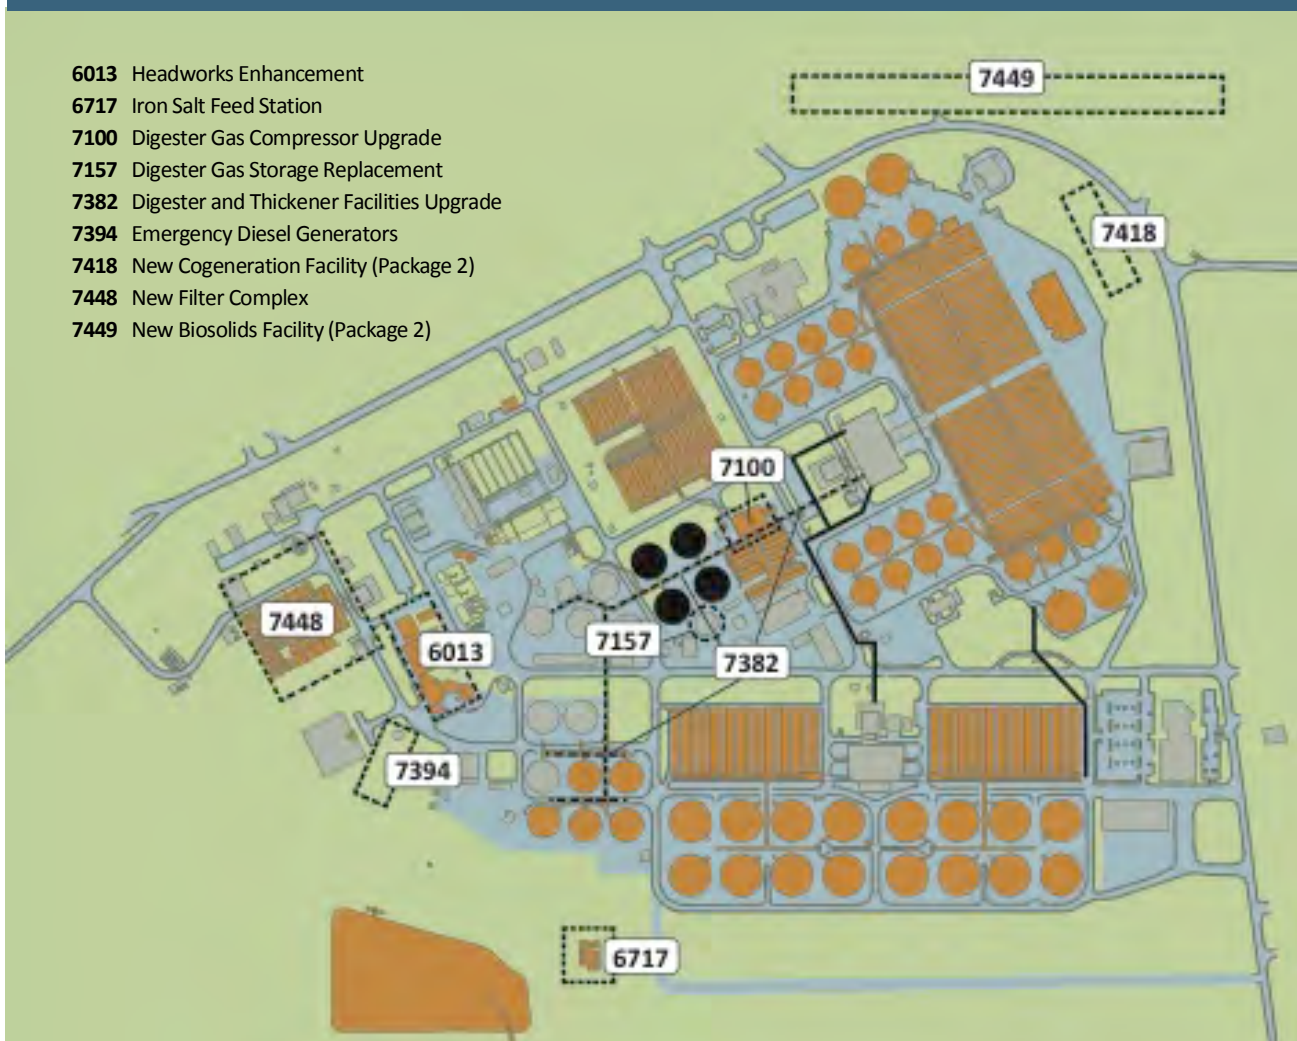 6013 Headworks Enhancement
6717 Iron Salt Feed Station
7100 Digester Gas Compressor Upgrade
7157 Digester Gas Storage Replacement
7382 Digester and Thickener Facilities Upgrade
7394 Emergency Diesel Generators
7418 New Cogeneration Facility (Package 2)
7448 New Filter Complex
7449 New Biosolids Facility (Package 2)
7449
7418
7100
7448
6013
7157
7382
7394
6717